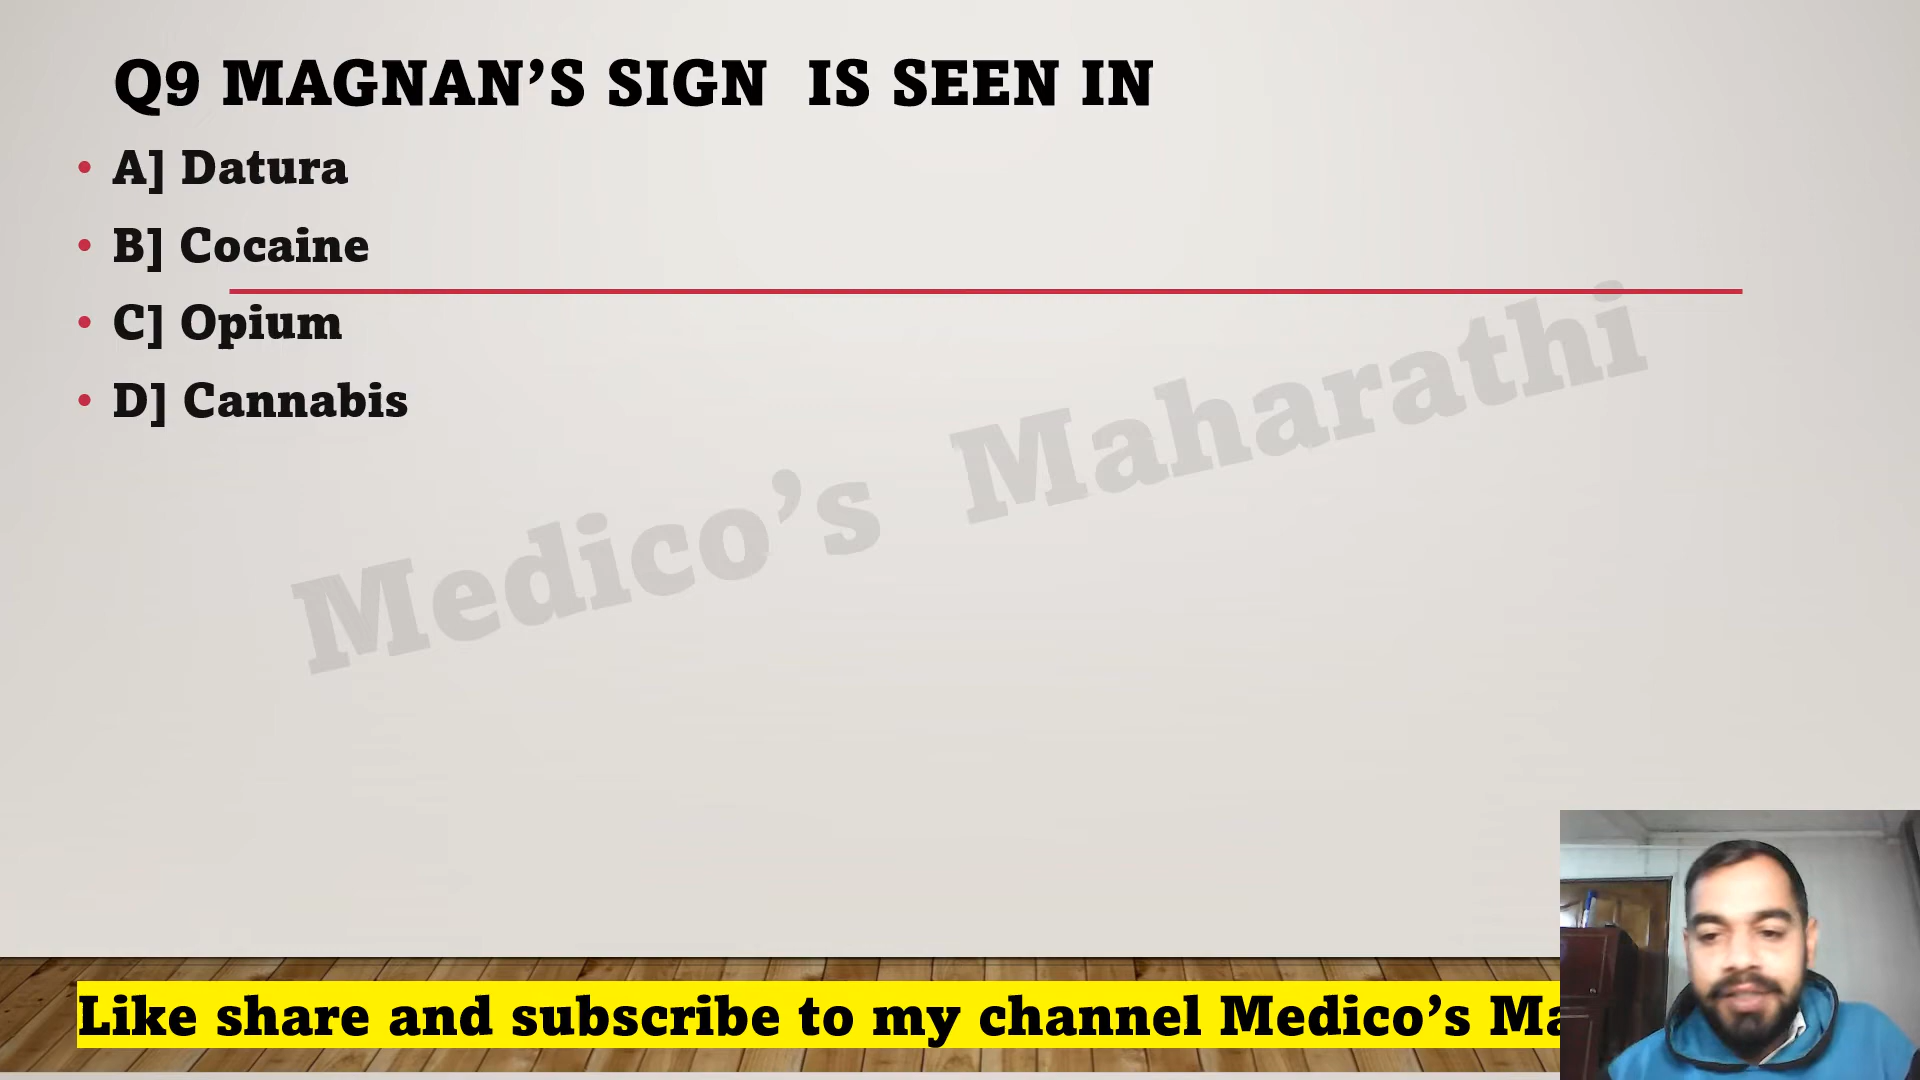 Q9 MAGNAN’S SIGN IS SEEN IN
• A] Datura
• B] Cocaine
• C] Opium
• D] Cannabis
Medico’s Maharathi
Like share and subscribe to my channel Medico’s Ma